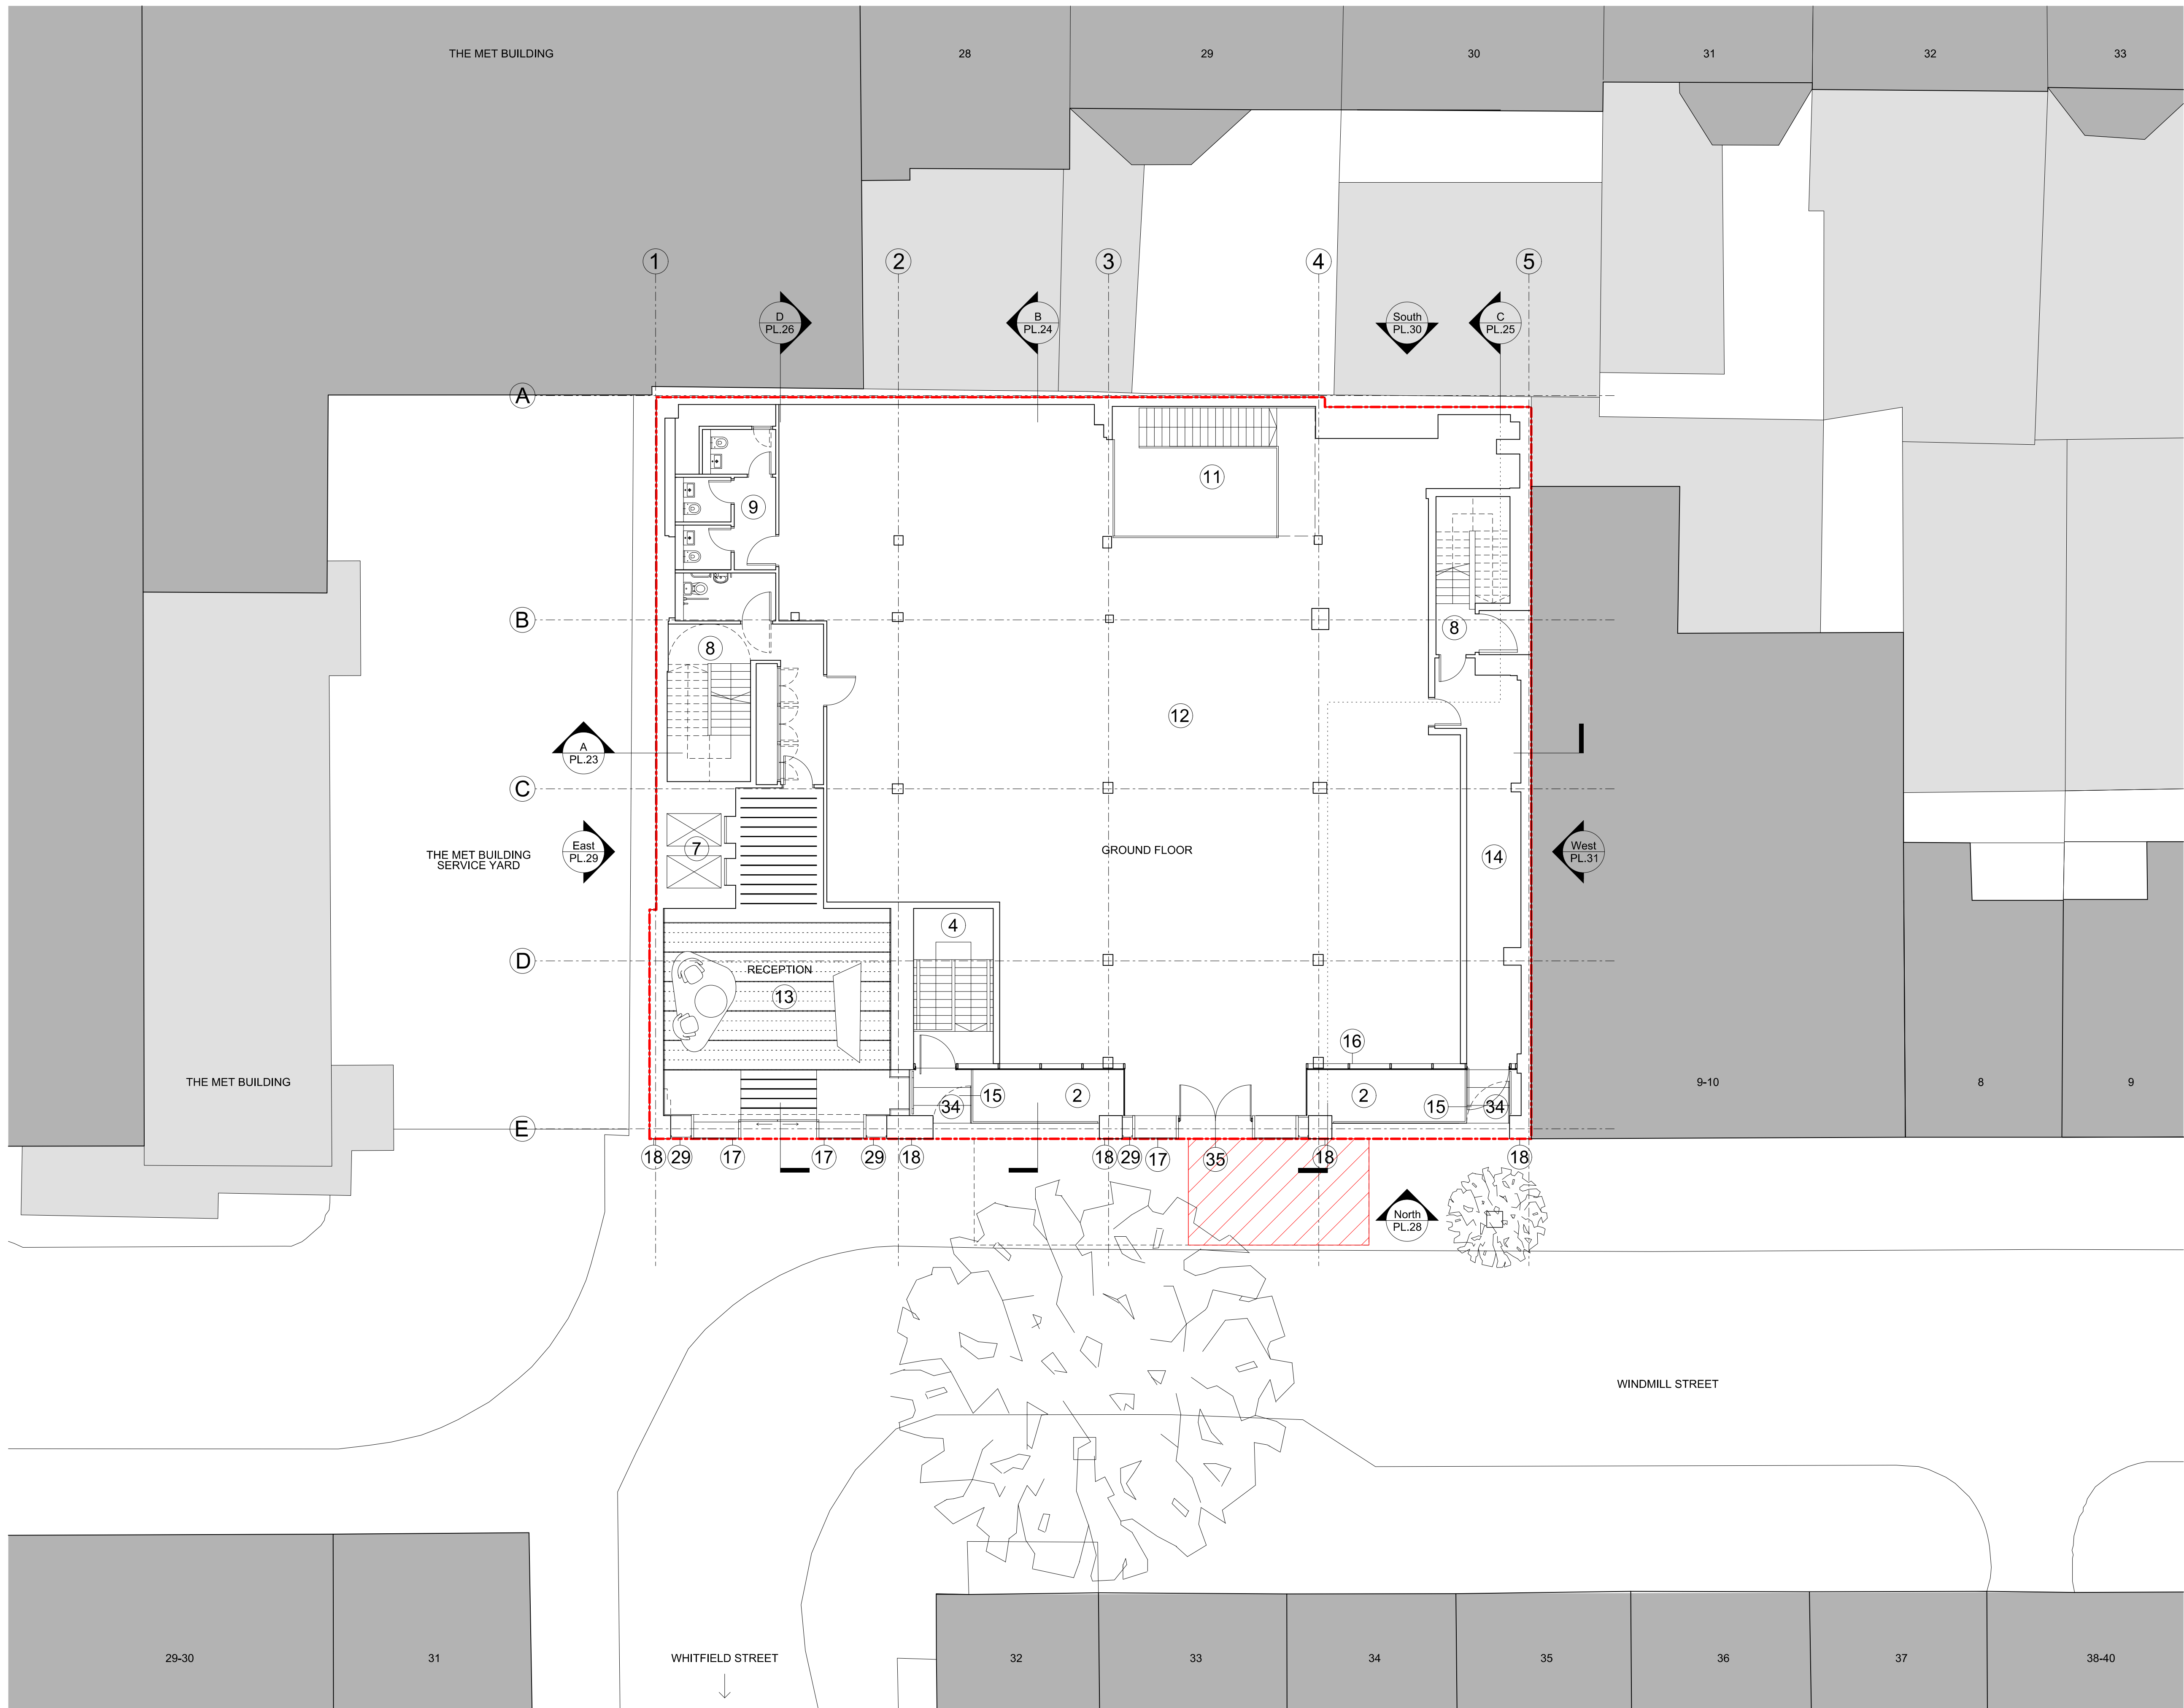 THE MET BUILDING
28
29
30
31
32
33
1
2
3
4
5
D
PL.26
B
PL.24
South
PL.30
C
PL.25
A
11
9
B
8
8
12
A
PL.23
C
7
THE MET BUILDING
SERVICE YARD
East
PL.29
GROUND FLOOR
14
West
PL.31
4
D
RECEPTION
13
16
THE MET BUILDING
9-10
8
9
34
15
2
2
15
34
E
18
29
17
17
29
18
18
29
17
35
18
18
North
PL.28
WINDMILL STREET
29-30
31
WHITFIELD STREET
32
33
34
35
36
37
38-40